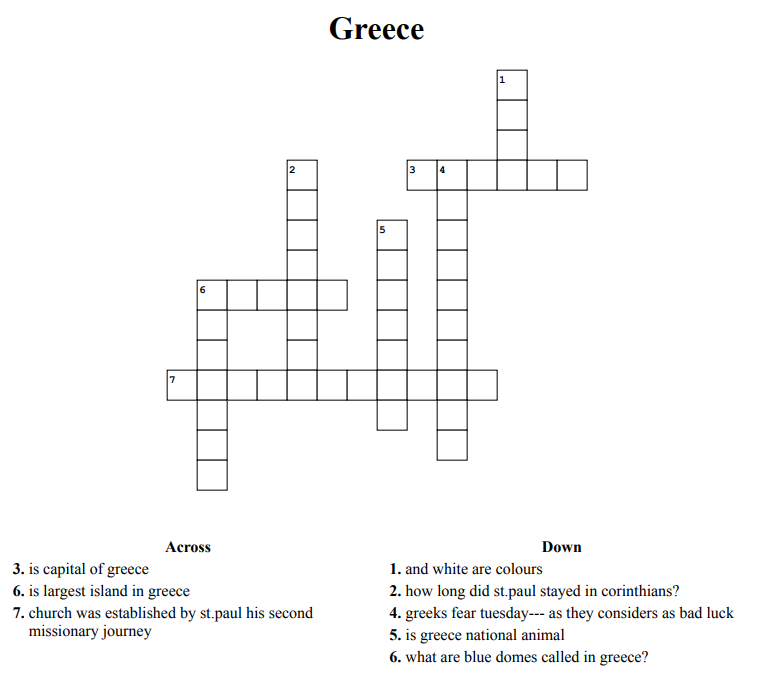 Greece
1
2
3
4
5
6
7
Across
3. is capital of greece
6. is largest island in greece
7. church was established by st.paul his second
missionary journey
Down
1. and white are colours
2. how long did st.paul stayed in corinthians?
4. greeks fear tuesday--- as they considers as bad luck
5. is greece national animal
6. what are blue domes called in greece?